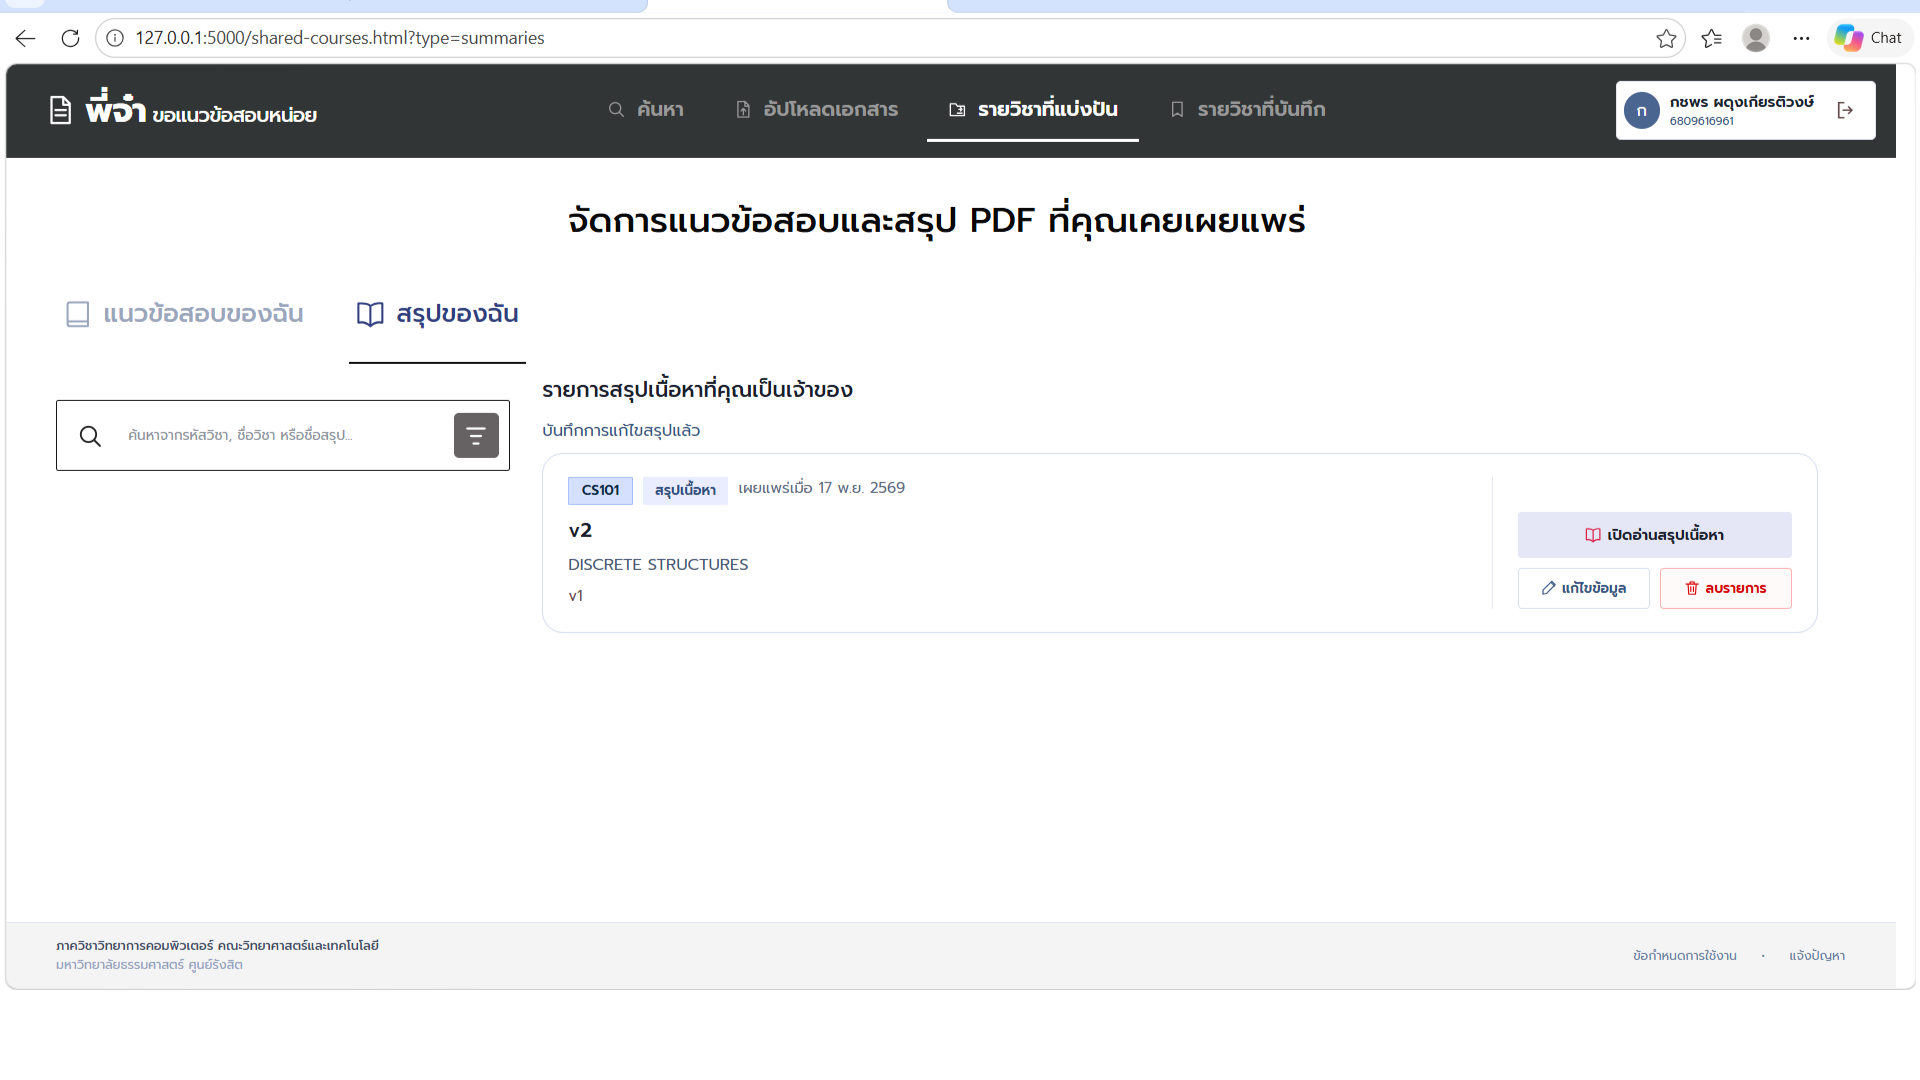 127.0.0.1:5000/shared-courses.html?type=summaries
Chat
พี่จ๋า ขอแนวข้อสอบหน่อย
ค้นหา
อัปโหลดเอกสาร
รายวิชาที่แบ่งปัน
รายวิชาที่บันทึก
ก
กชพร ผดุงเกียรติวงษ์
6809616961
จัดการแนวข้อสอบและสรุป PDF ที่คุณเคยเผยแพร่
แนวข้อสอบของฉัน
สรุปของฉัน
ค้นหาจากรหัสวิชา, ชื่อวิชา หรือชื่อสรุป...
รายการสรุปเนื้อหาที่คุณเป็นเจ้าของ
บันทึกการแก้ไขสรุปแล้ว
CS101 สรุปเนื้อหา เผยแพร่เมื่อ 17 พ.ย. 2569
v2
DISCRETE STRUCTURES
v1
เปิดอ่านสรุปเนื้อหา
แก้ไขข้อมูล
ลบรายการ
ภาควิชาวิทยาการคอมพิวเตอร์ คณะวิทยาศาสตร์และเทคโนโลยี
มหาวิทยาลัยธรรมศาสตร์ ศูนย์รังสิต
ข้อกำหนดการใช้งาน · แจ้งปัญหา